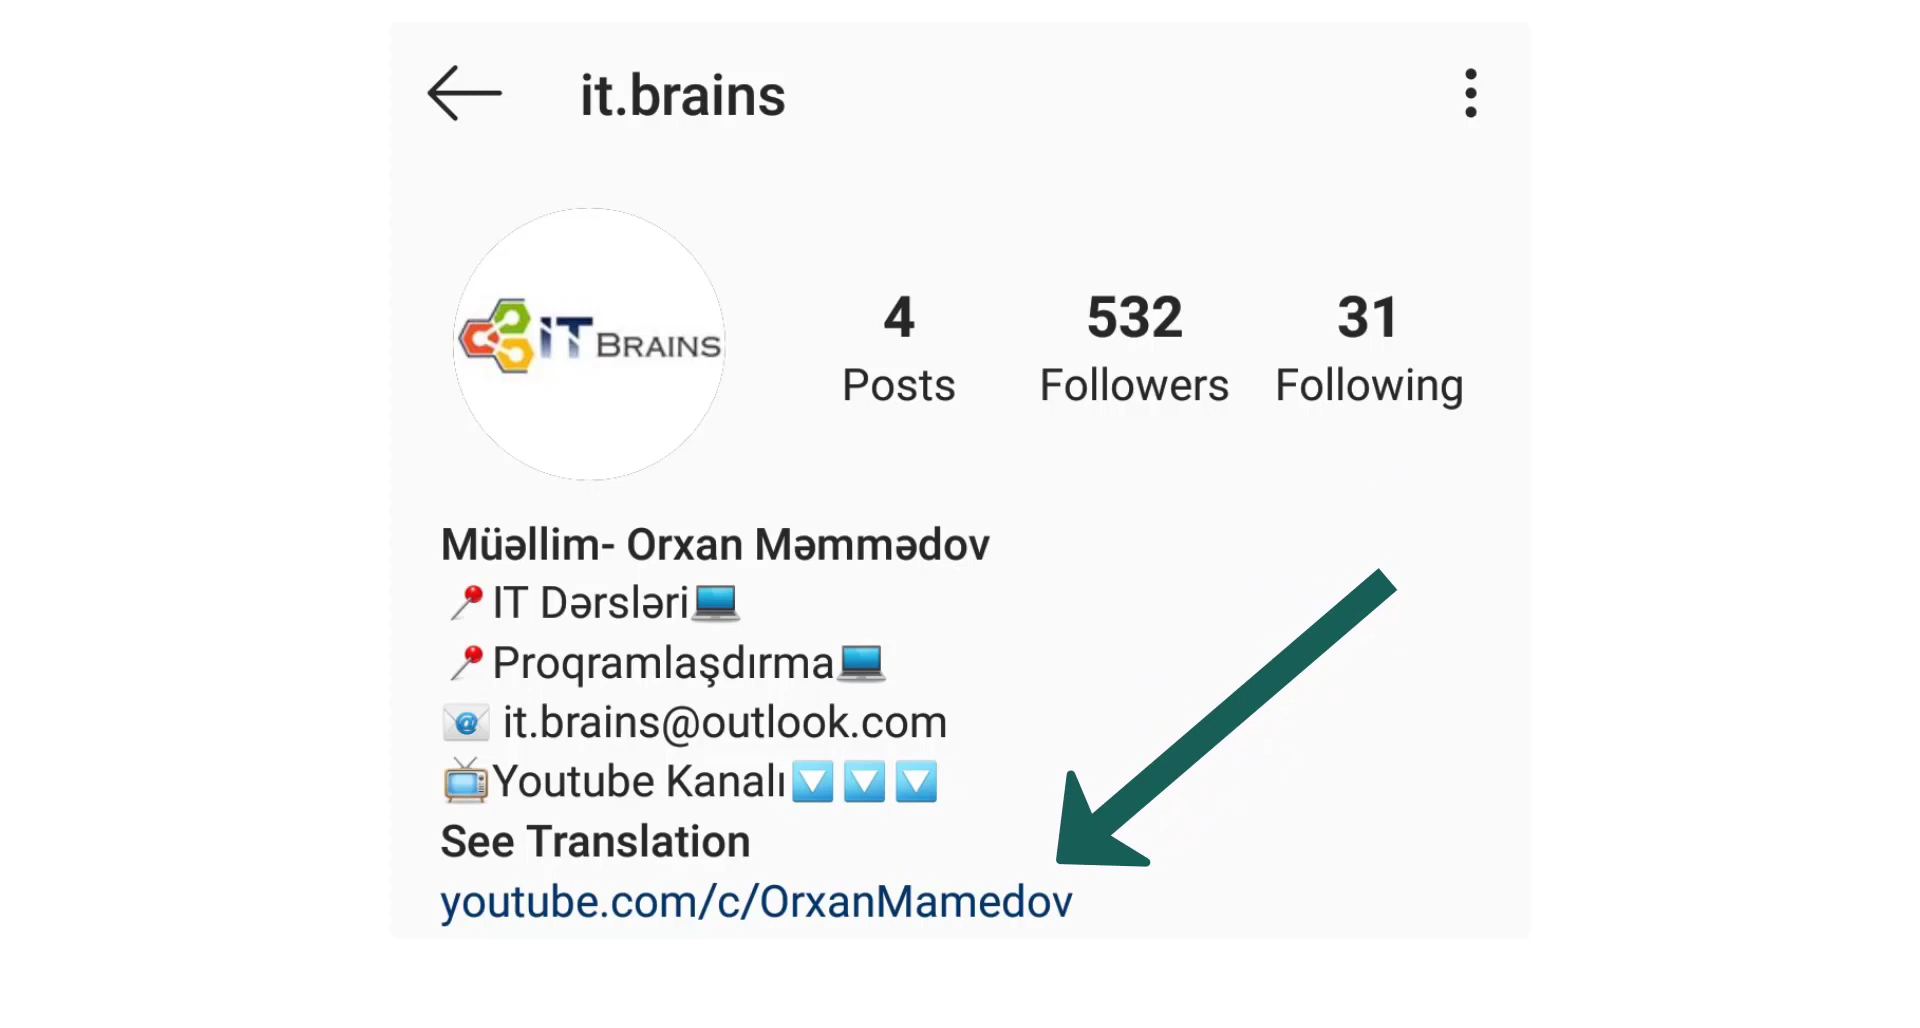 it.brains
iT BRAINS
4 532 31
Posts Followers Following
Müəllim- Orxan Məmmədov
📍IT Dərsləri💻
📍Proqramlaşdırma💻
📧 it.brains@outlook.com
📺Youtube Kanalı🔽🔽🔽
See Translation
youtube.com/c/OrxanMamedov